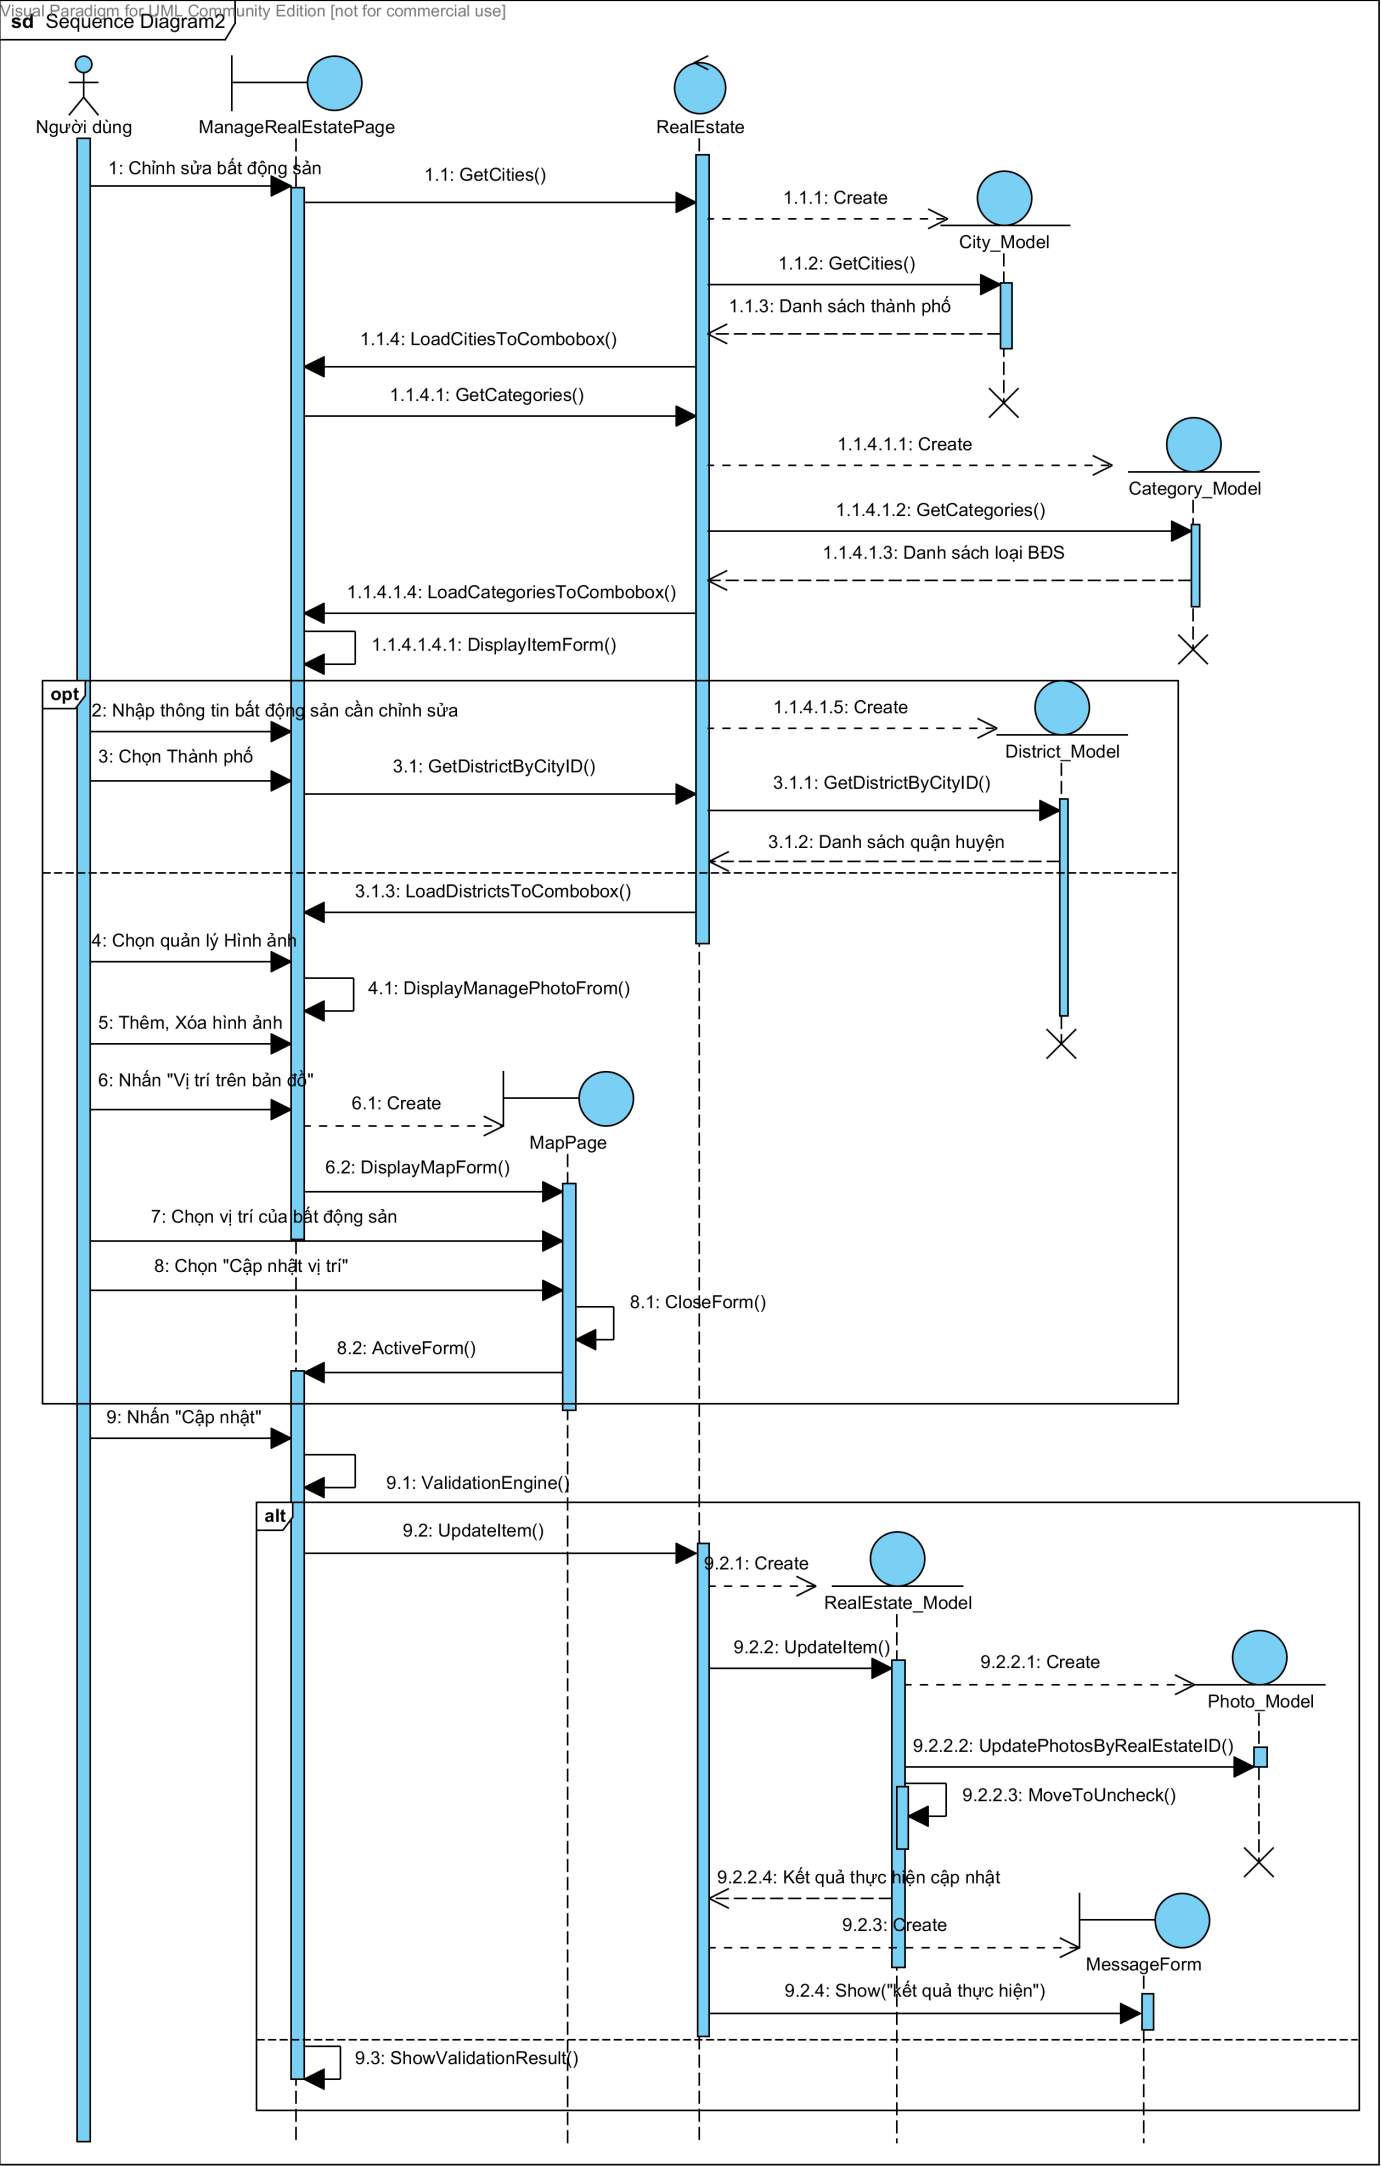 Visual Paradigm for UML Community Edition [not for commercial use]
sd Sequence Diagram2
Người dùng
ManageRealEstatePage
RealEstate
1: Chỉnh sửa bất động sản
1.1: GetCities()
1.1.1: Create
City_Model
1.1.2: GetCities()
1.1.3: Danh sách thành phố
1.1.4: LoadCitiesToCombobox()
1.1.4.1: GetCategories()
1.1.4.1.1: Create
Category_Model
1.1.4.1.2: GetCategories()
1.1.4.1.3: Danh sách loại BĐS
1.1.4.1.4: LoadCategoriesToCombobox()
1.1.4.1.4.1: DisplayItemForm()
opt
2: Nhập thông tin bất động sản cần chỉnh sửa
1.1.4.1.5: Create
District_Model
3: Chọn Thành phố
3.1: GetDistrictByCityID()
3.1.1: GetDistrictByCityID()
3.1.2: Danh sách quận huyện
3.1.3: LoadDistrictsToCombobox()
4: Chọn quản lý Hình ảnh
4.1: DisplayManagePhotoFrom()
5: Thêm, Xóa hình ảnh
6: Nhấn "Vị trí trên bản đồ"
6.1: Create
MapPage
6.2: DisplayMapForm()
7: Chọn vị trí của bất động sản
8: Chọn "Cập nhật vị trí"
8.1: CloseForm()
8.2: ActiveForm()
9: Nhấn "Cập nhật"
9.1: ValidationEngine()
alt
9.2: UpdateItem()
9.2.1: Create
RealEstate_Model
9.2.2: UpdateItem()
9.2.2.1: Create
Photo_Model
9.2.2.2: UpdatePhotosByRealEstateID()
9.2.2.3: MoveToUncheck()
9.2.2.4: Kết quả thực hiện cập nhật
9.2.3: Create
MessageForm
9.2.4: Show("kết quả thực hiện")
9.3: ShowValidationResult()